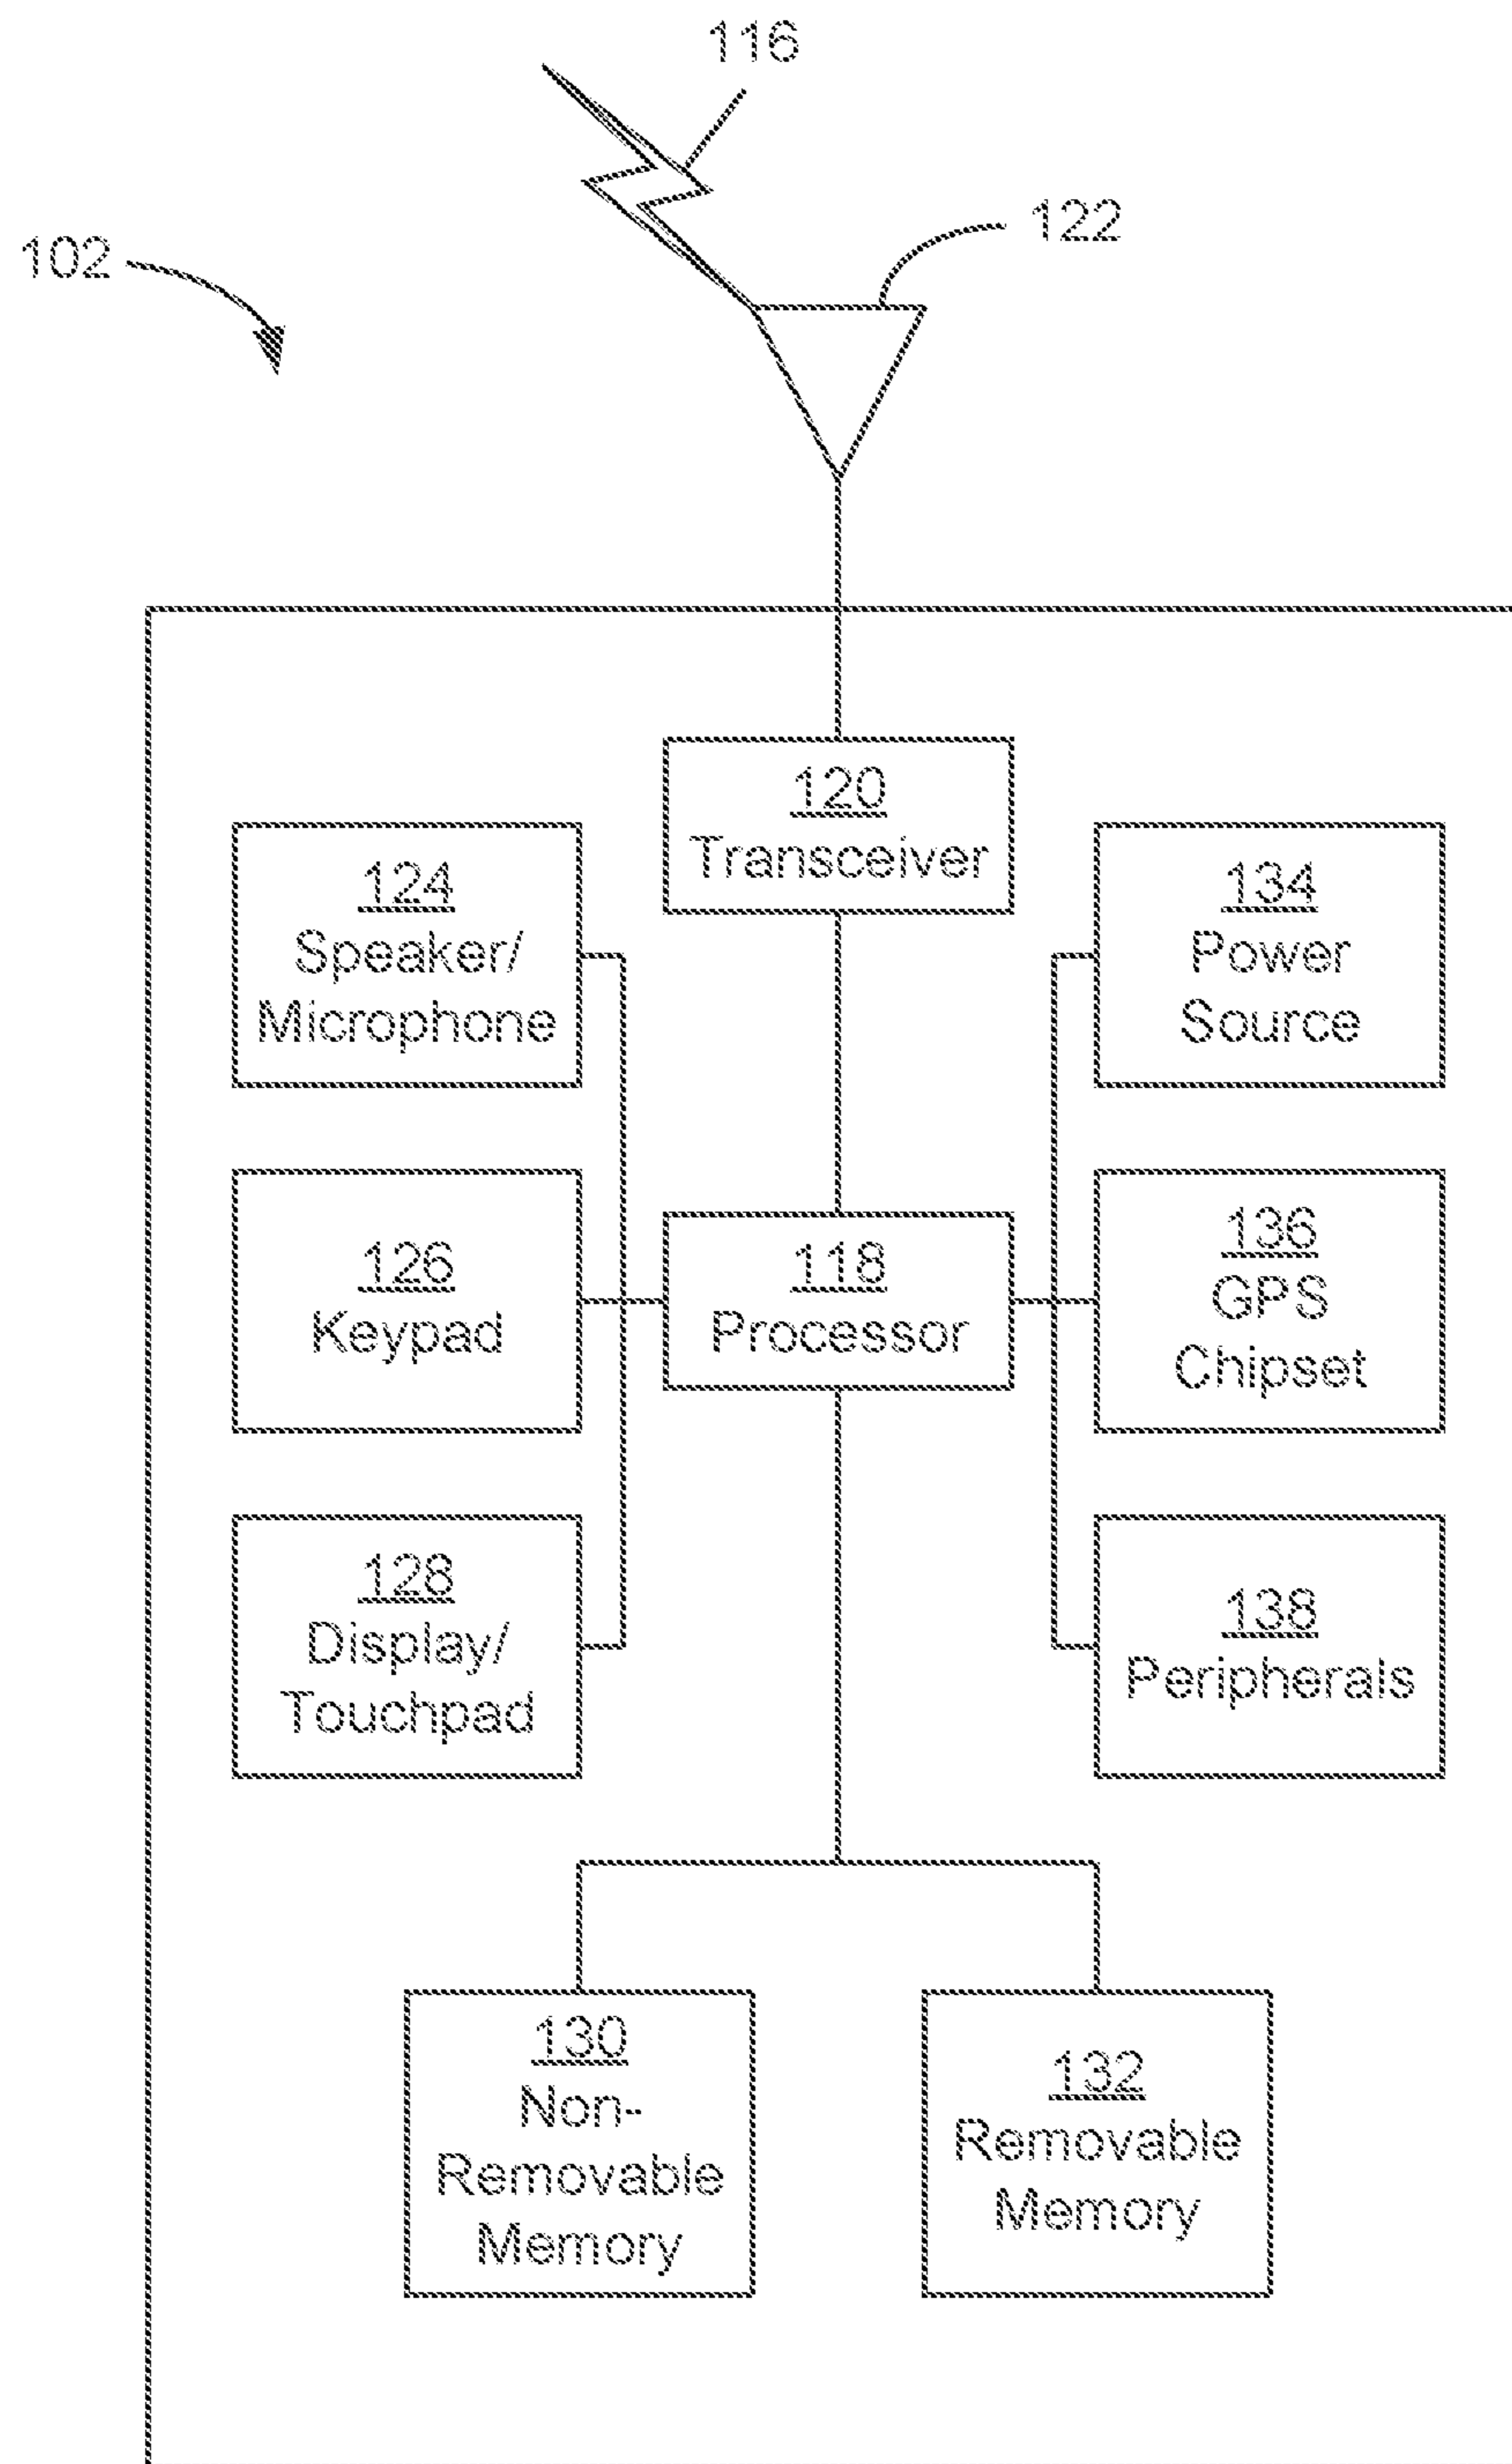 116
122
102
120
Transceiver
124
Speaker/
Microphone
134
Power
Source
126
Keypad
118
Processor
136
GPS
Chipset
128
Display/
Touchpad
138
Peripherals
130
Non-
Removable
Memory
132
Removable
Memory